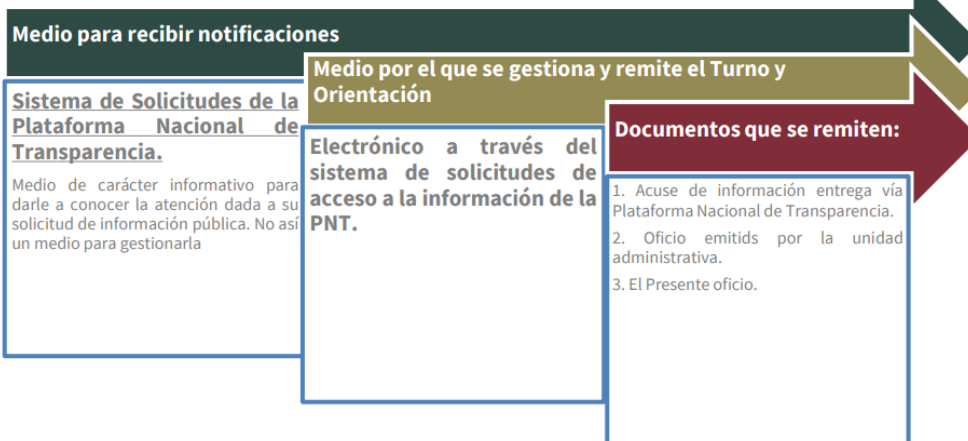 Medio para recibir notificaciones
Sistema de Solicitudes de la
Plataforma Nacional de
Transparencia.
Medio de carácter informativo para
darle a conocer la atención dada a su
solicitud de información pública. No así
un medio para gestionarla
Medio por el que se gestiona y remite el Turno y
Orientación
Electrónico a través del
sistema de solicitudes de
acceso a la información de la
PNT.
Documentos que se remiten:
1. Acuse de información entrega vía
Plataforma Nacional de Transparencia.
2. Oficio emitids por la unidad
administrativa.
3. El Presente oficio.